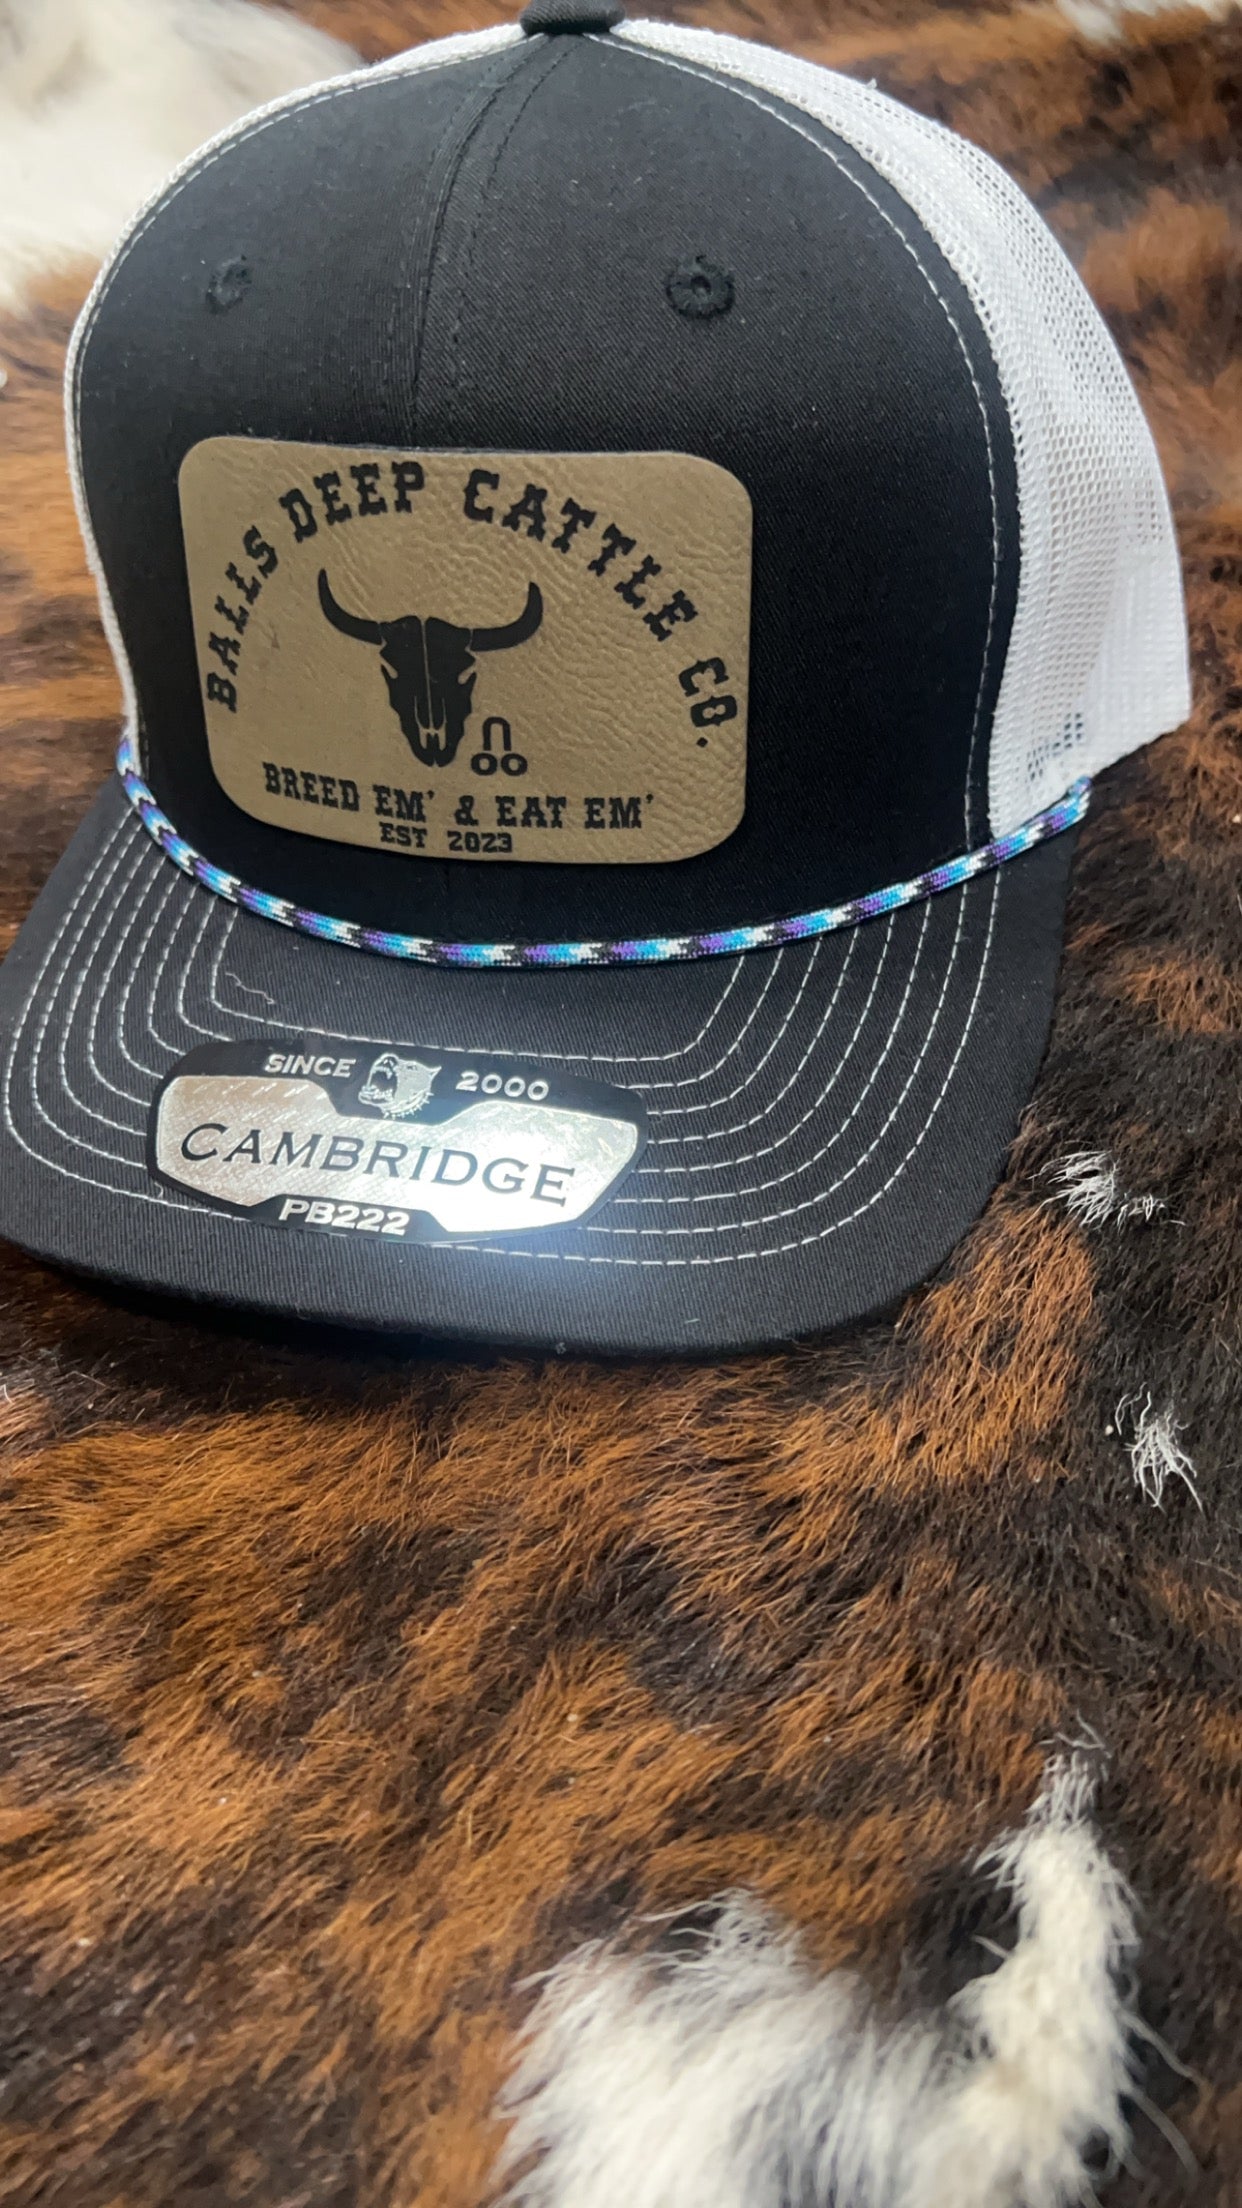 BALLS DEEP CATTLE CO.
BREED EM' & EAT EM'
EST 2023
SINCE 2000
CAMBRIDGE
PB222